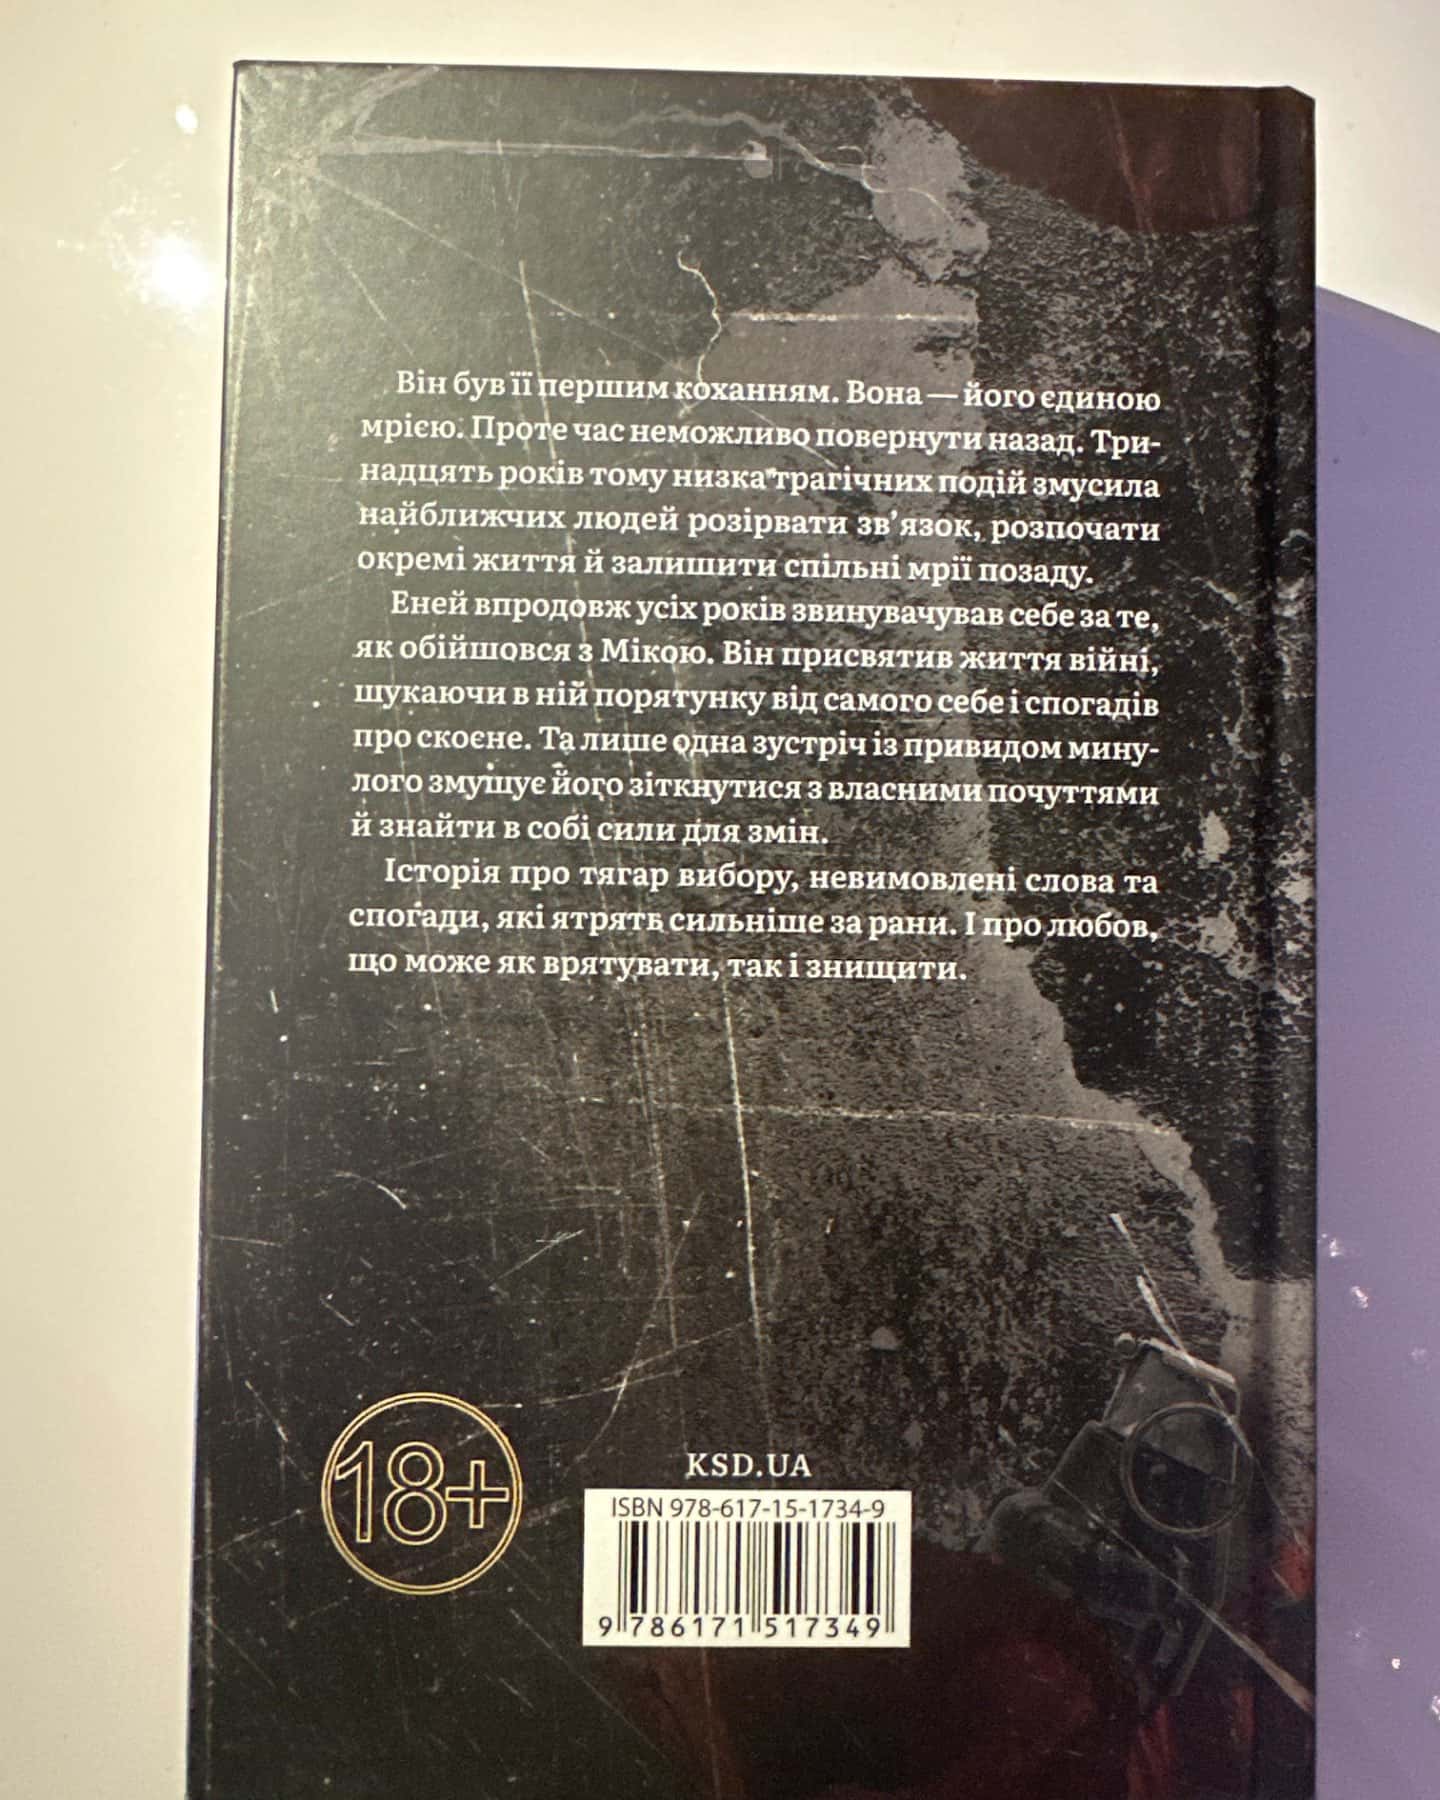 Він був її першим коханням. Вона — його єдиною
мрією. Проте час неможливо повернути назад. Три-
надцять років тому низка трагічних подій змусила
найближчих людей розірвати зв’язок, розпочати
окремі життя й залишити спільні мрії позаду.
Еней впродовж усіх років звинувачував себе за те,
як обійшовся з Мікою. Він присвятив життя війні,
шукаючи в ній порятунку від самого себе і спогадів
про скоєне. Та лише одна зустріч із привидом мину-
лого змушує його зіткнутися з власними почуттями
й знайти в собі сили для змін.
Історія про тягар вибору, невимовлені слова та
спогади, які ятрять сильніше за рани. І про любов,
що може як врятувати, так і знищити.
18+
KSD.UA
ISBN 978-617-15-1734-9
9 786171 517349